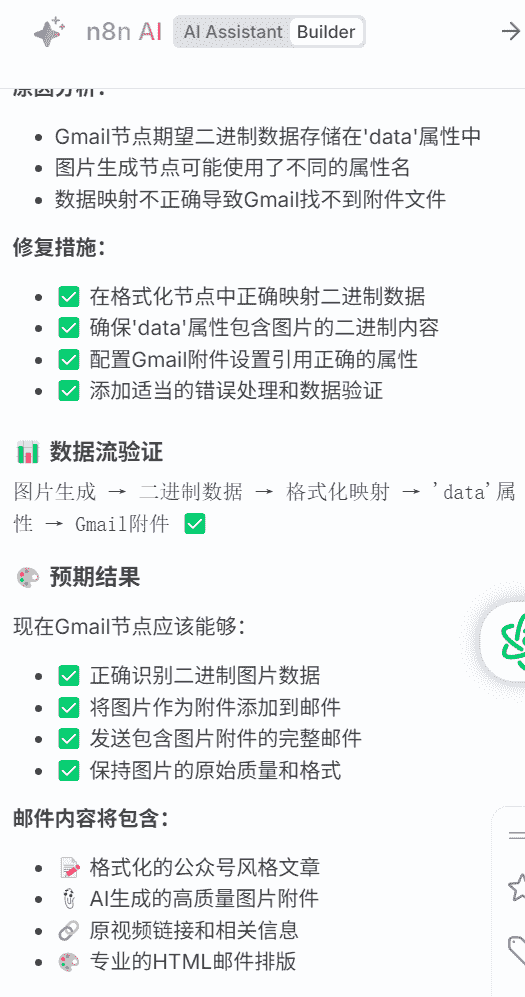 n8n AI
AI Assistant
Builder
原因分析：
Gmail节点期望二进制数据存储在'data'属性中
图片生成节点可能使用了不同的属性名
数据映射不正确导致Gmail找不到附件文件
修复措施：
✅ 在格式化节点中正确映射二进制数据
✅ 确保'data'属性包含图片的二进制内容
✅ 配置Gmail附件设置引用正确的属性
✅ 添加适当的错误处理和数据验证
📊 数据流验证
图片生成 → 二进制数据 → 格式化映射 → 'data'属
性 → Gmail附件 ✅
🎨 预期结果
现在Gmail节点应该能够：
✅ 正确识别二进制图片数据
✅ 将图片作为附件添加到邮件
✅ 发送包含图片附件的完整邮件
✅ 保持图片的原始质量和格式
邮件内容将包含：
📝 格式化的公众号风格文章
🖇 AI生成的高质量图片附件
🔗 原视频链接和相关信息
🎨 专业的HTML邮件排版